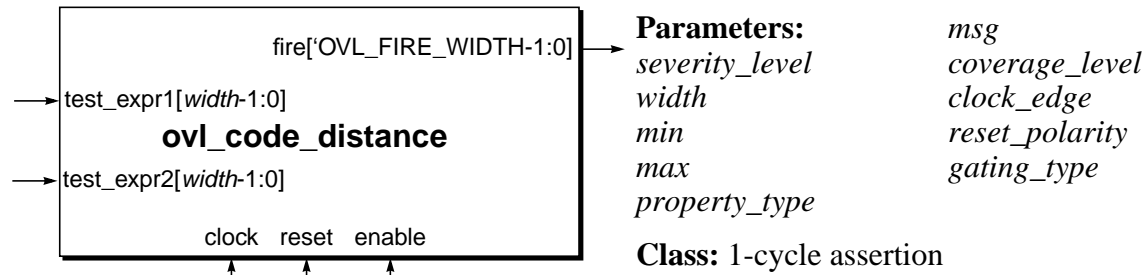 fire[‘OVL_FIRE_WIDTH-1:0]
test_expr1[width-1:0]
ovl_code_distance
test_expr2[width-1:0]
clock reset enable
Parameters:
severity_level
width
min
max
property_type
msg
coverage_level
clock_edge
reset_polarity
gating_type
Class: 1-cycle assertion